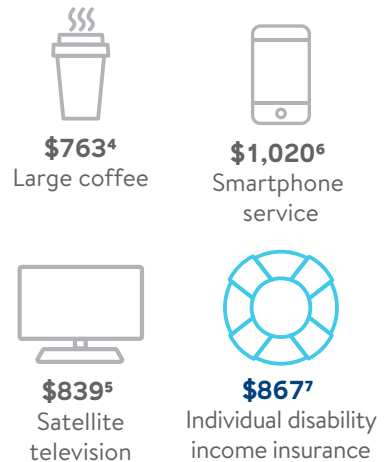 $763⁴
Large coffee
$1,020⁶
Smartphone
service
$839⁵
Satellite
television
$867⁷
Individual disability
income insurance